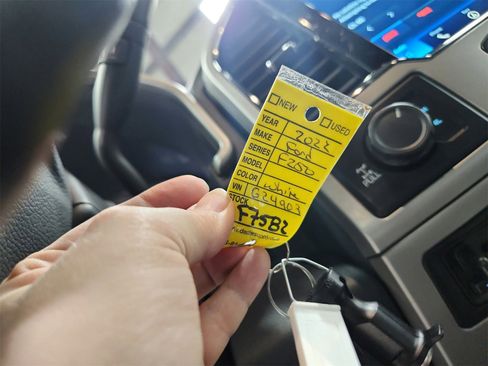 NEW USED
YEAR 2022
MAKE Ford
SERIES F250
MODEL
COLOR White
VIN G24903
STOCK F75B2